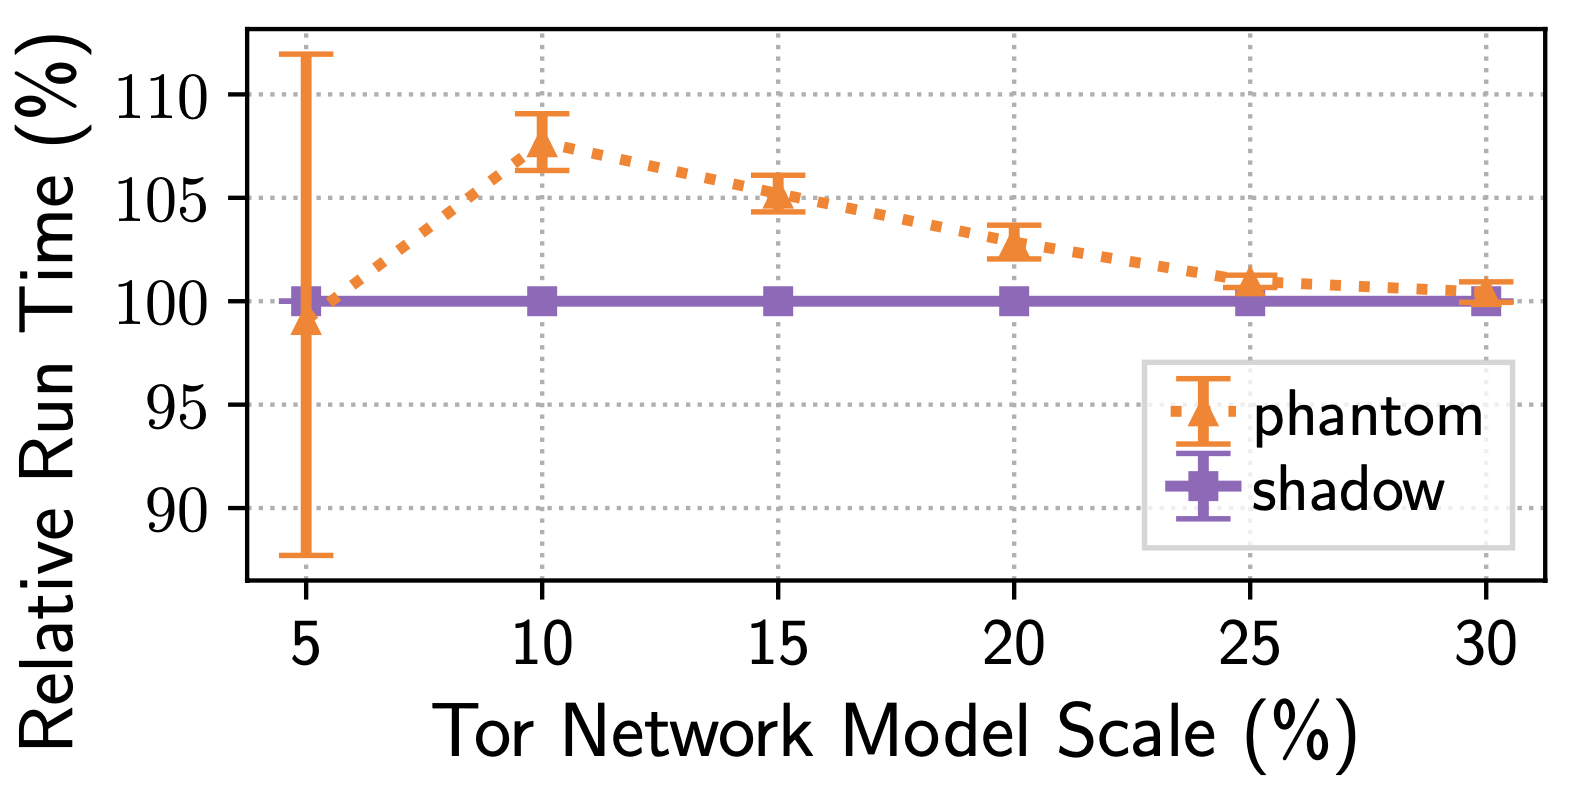 Relative Run Time (%)
110
105
100
95
90
phantom
shadow
5 10 15 20 25 30
Tor Network Model Scale (%)